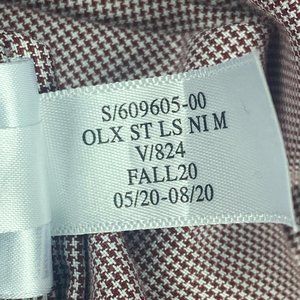 S/609605-00
OLX ST LS NI M
V/824
FALL20
05/20-08/20